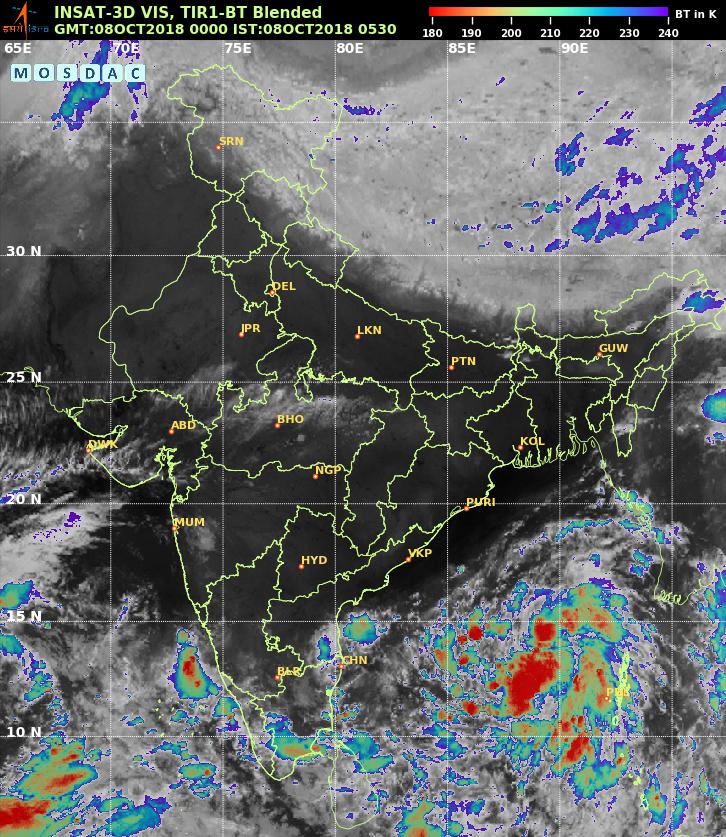 INSAT-3D VIS, TIR1-BT Blended
GMT:08OCT2018 0000 IST:08OCT2018 0530
BT in K
180 190 200 210 220 230 240
65E 70E 75E 80E 85E 90E
MOSDAC
SRN
30 N
DEL
JPR LKN
GUW
PTN
25 N
ABD BHO
DWK KOL
NGP
20 N PURI
MUM
HYD VKP
15 N
BLR CHN
PBL
10 N